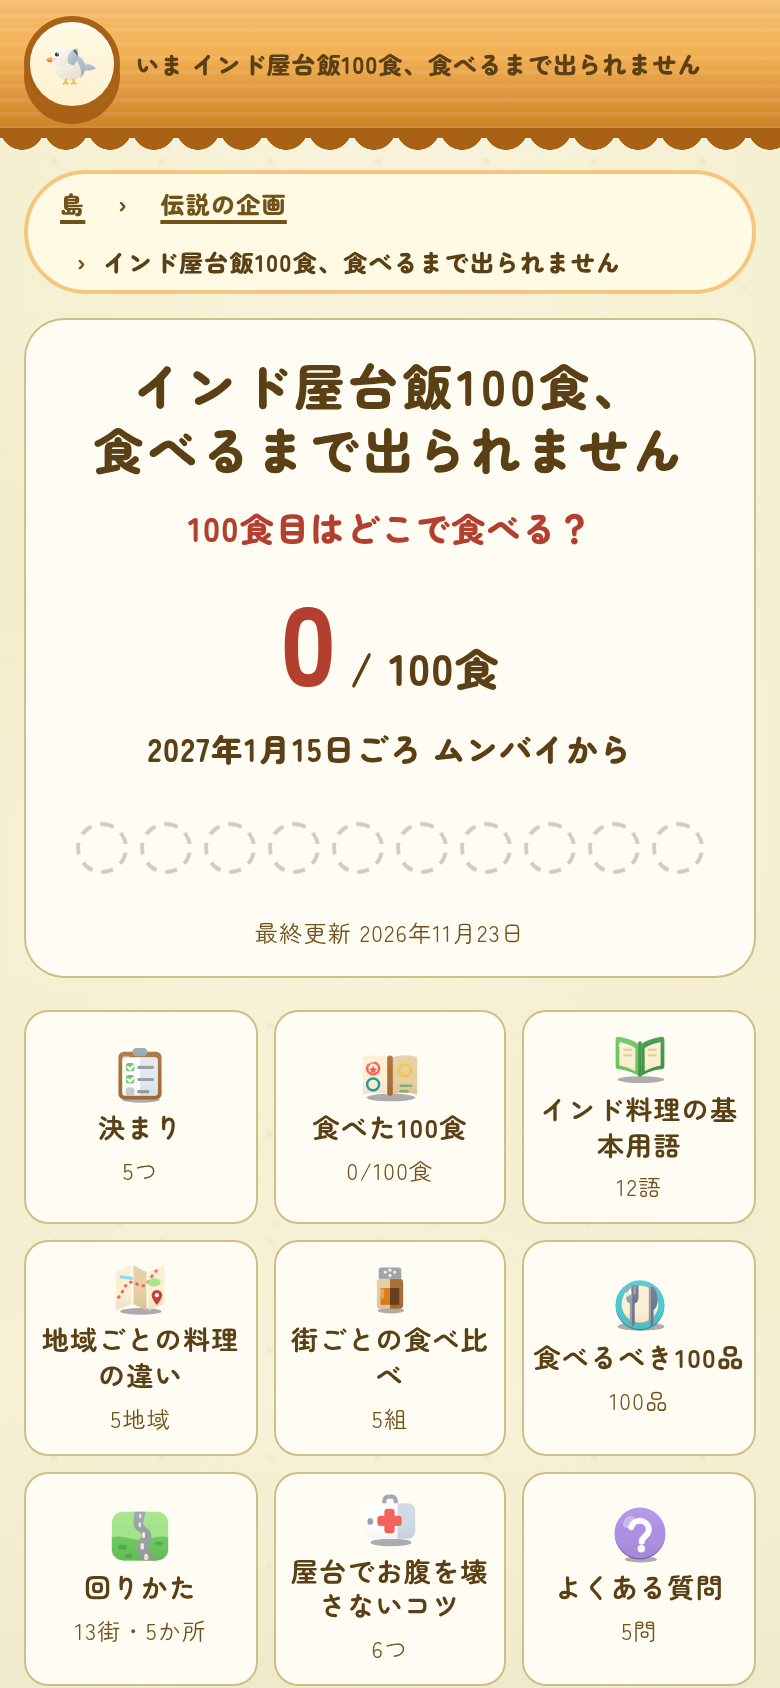 いま インド屋台飯100食、食べるまで出られません
島 › 伝説の企画
› インド屋台飯100食、食べるまで出られません
インド屋台飯100食、
食べるまで出られません
100食目はどこで食べる？
0 / 100食
2027年1月15日ごろ ムンバイから
最終更新 2026年11月23日
決まり
5つ
食べた100食
0/100食
インド料理の基
本用語
12語
地域ごとの料理
の違い
5地域
街ごとの食べ比
べ
5組
食べるべき100品
100品
回りかた
13街・5か所
屋台でお腹を壊
さないコツ
6つ
よくある質問
5問